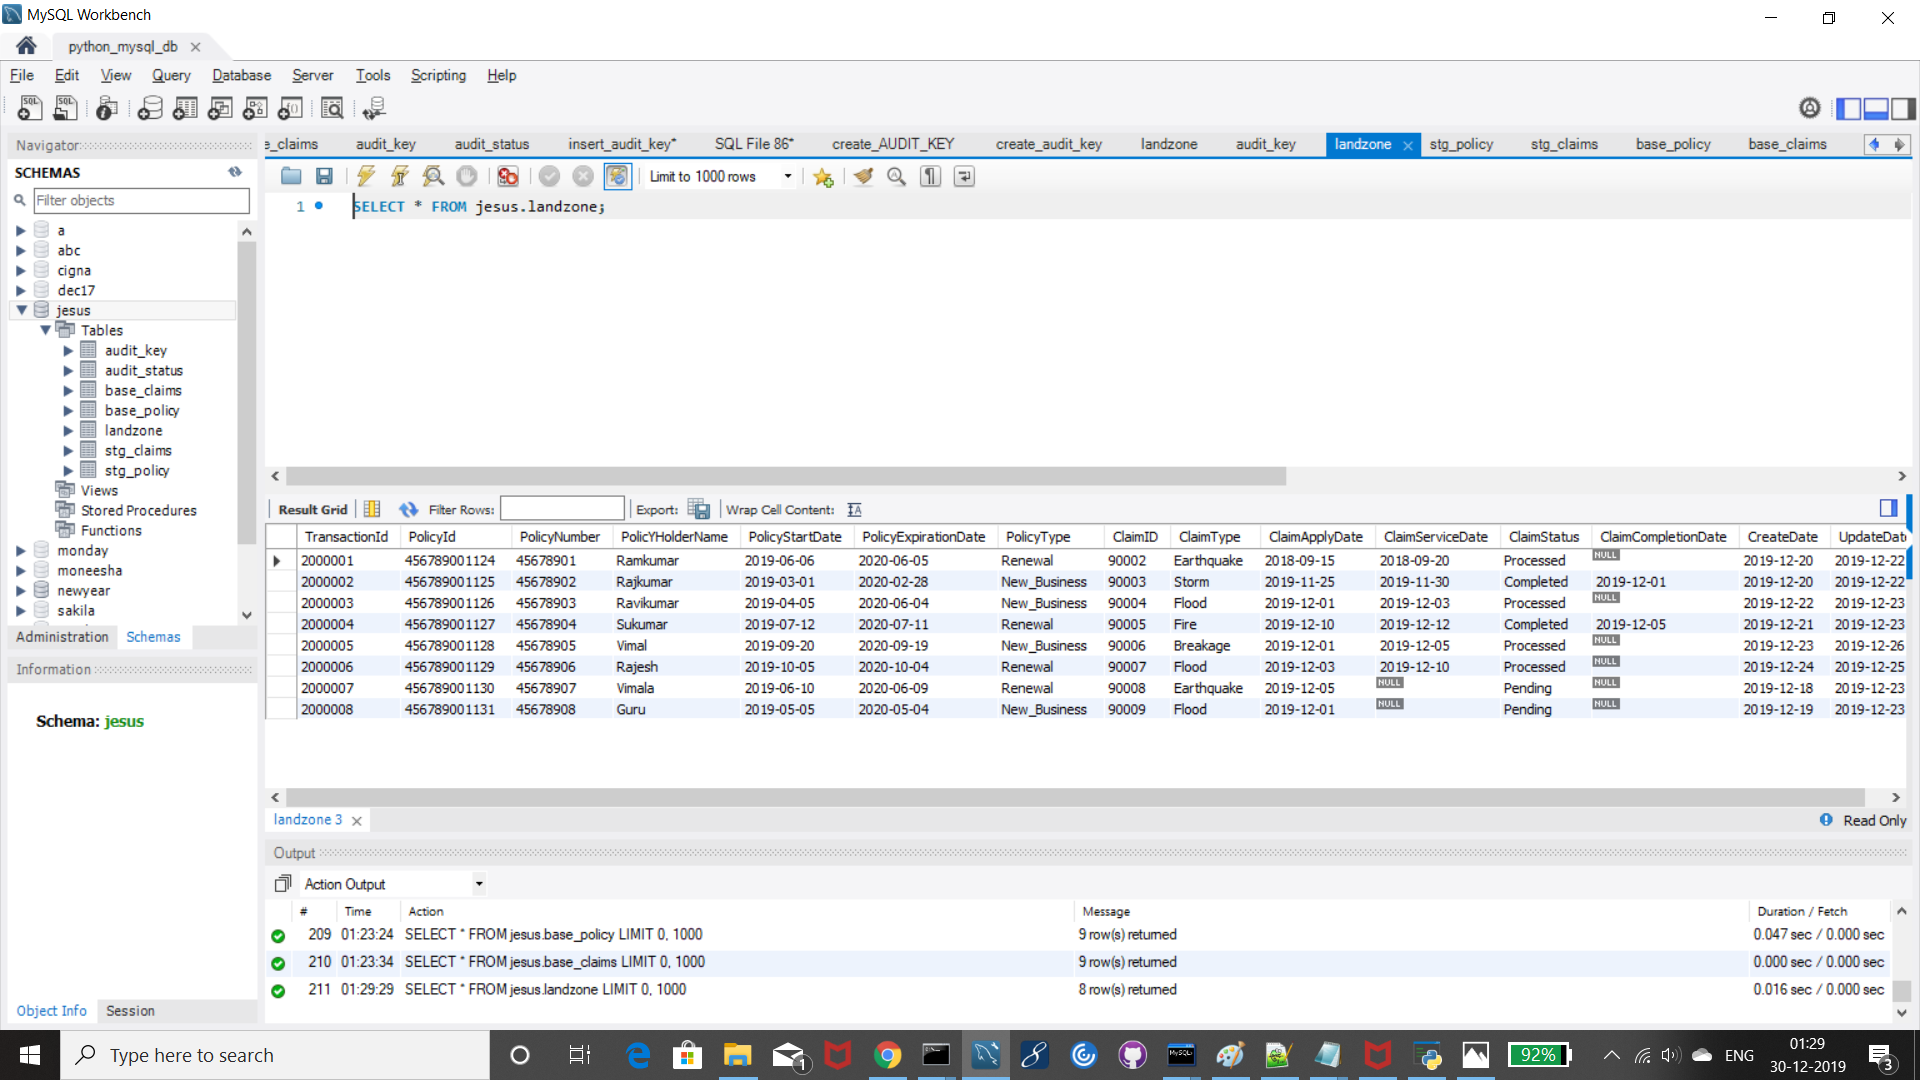 MySQL Workbench
python_mysql_db
File Edit View Query Database Server Tools Scripting Help
Navigator
SCHEMAS
Filter objects
a
abc
cigna
dec17
jesus
Tables
audit_key
audit_status
base_claims
base_policy
landzone
stg_claims
stg_policy
Views
Stored Procedures
Functions
monday
moneesha
newyear
sakila
Administration Schemas
Information
Schema: jesus
Object Info Session
e_claims audit_key audit_status insert_audit_key* SQL File 86* create_AUDIT_KEY create_audit_key landzone audit_key landzone stg_policy stg_claims base_policy base_claims
Limit to 1000 rows
1 SELECT * FROM jesus.landzone;
Result Grid Filter Rows: Export: Wrap Cell Content:
TransactionId PolicyId PolicyNumber PolicYHolderName PolicyStartDate PolicyExpirationDate PolicyType ClaimID ClaimType ClaimApplyDate ClaimServiceDate ClaimStatus ClaimCompletionDate CreateDate UpdateDate
2000001 456789001124 45678901 Ramkumar 2019-06-06 2020-06-05 Renewal 90002 Earthquake 2018-09-15 2018-09-20 Processed NULL 2019-12-20 2019-12-22
2000002 456789001125 45678902 Rajkumar 2019-03-01 2020-02-28 New_Business 90003 Storm 2019-11-25 2019-11-30 Completed 2019-12-01 2019-12-20 2019-12-22
2000003 456789001126 45678903 Ravikumar 2019-04-05 2020-06-04 New_Business 90004 Flood 2019-12-01 2019-12-03 Processed NULL 2019-12-22 2019-12-23
2000004 456789001127 45678904 Sukumar 2019-07-12 2020-07-11 Renewal 90005 Fire 2019-12-10 2019-12-12 Completed 2019-12-05 2019-12-21 2019-12-23
2000005 456789001128 45678905 Vimal 2019-09-20 2020-09-19 New_Business 90006 Breakage 2019-12-01 2019-12-05 Processed NULL 2019-12-23 2019-12-26
2000006 456789001129 45678906 Rajesh 2019-10-05 2020-10-04 Renewal 90007 Flood 2019-12-03 2019-12-10 Processed NULL 2019-12-24 2019-12-25
2000007 456789001130 45678907 Vimala 2019-06-10 2020-06-09 Renewal 90008 Earthquake 2019-12-05 NULL Pending NULL 2019-12-18 2019-12-23
2000008 456789001131 45678908 Guru 2019-05-05 2020-05-04 New_Business 90009 Flood 2019-12-01 NULL Pending NULL 2019-12-19 2019-12-23
landzone 3 Read Only
Output
Action Output
# Time Action Message Duration / Fetch
209 01:23:24 SELECT * FROM jesus.base_policy LIMIT 0, 1000 9 row(s) returned 0.047 sec / 0.000 sec
210 01:23:34 SELECT * FROM jesus.base_claims LIMIT 0, 1000 9 row(s) returned 0.000 sec / 0.000 sec
211 01:29:29 SELECT * FROM jesus.landzone LIMIT 0, 1000 8 row(s) returned 0.016 sec / 0.000 sec
Type here to search 1 MySQL 92% ENG 01:29
30-12-2019 3